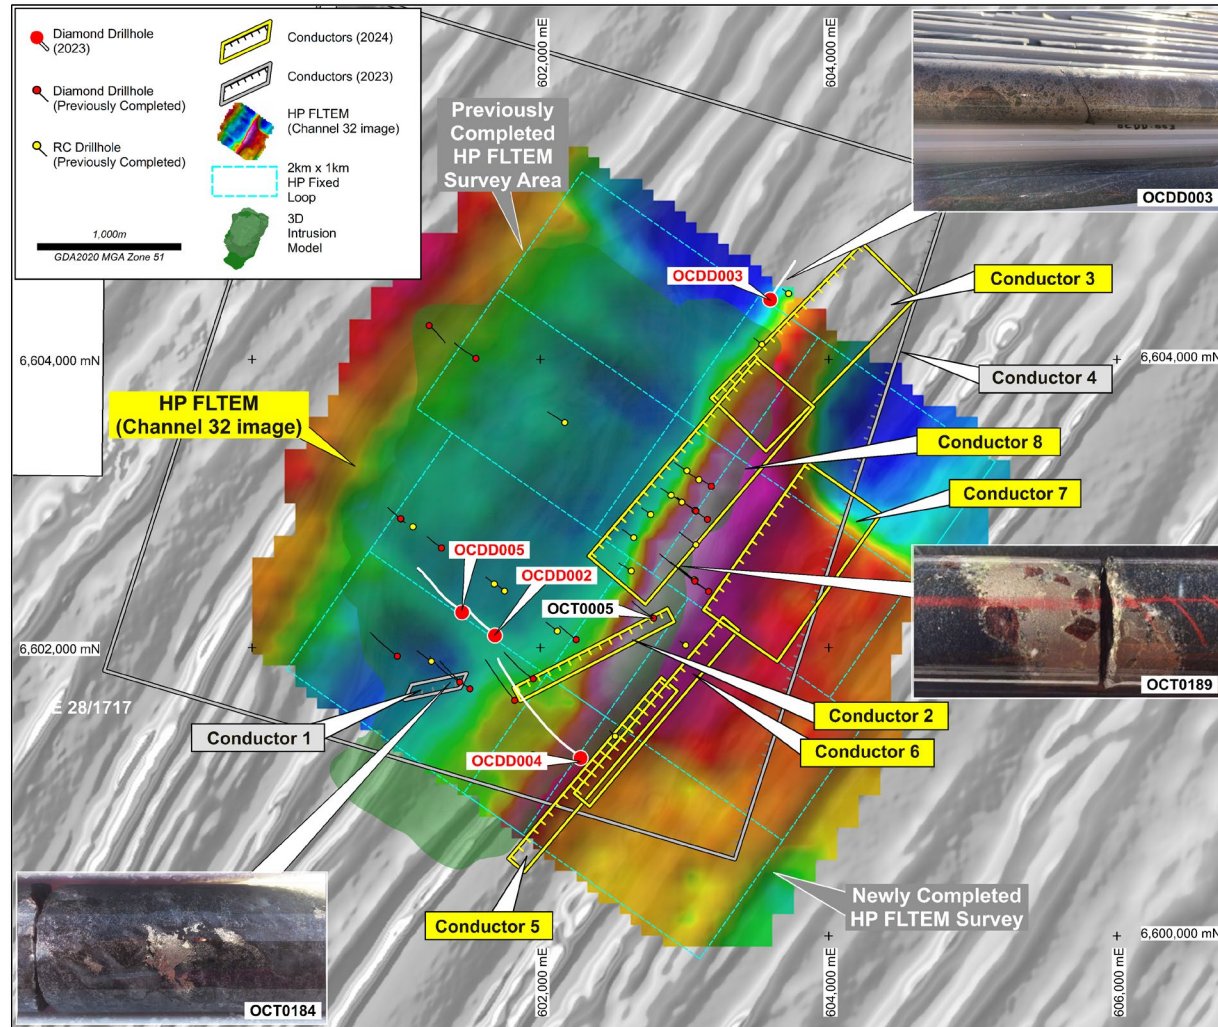 Diamond Drillhole
(2023)
Diamond Drillhole
(Previously Completed)
RC Drillhole
(Previously Completed)
1,000m
GDA2020 MGA Zone 51
Conductors (2024)
Conductors (2023)
HP FLTEM
(Channel 32 image)
2km x 1km
HP Fixed
Loop
3D
Intrusion
Model
602,000 mE
604,000 mE
Previously
Completed
HP FLTEM
Survey Area
OCDD003
OCDD003
Conductor 3
6,604,000 mN
6,604,000 mN
Conductor 4
HP FLTEM
(Channel 32 image)
Conductor 8
Conductor 7
OCDD005
OCDD002
OCT0005
6,602,000 mN
OCT0189
E 28/1717
Conductor 1
Conductor 2
Conductor 6
OCDD004
Newly Completed
HP FLTEM Survey
Conductor 5
6,600,000 mN
OCT0184
602,000 mE
604,000 mE
606,000 mE